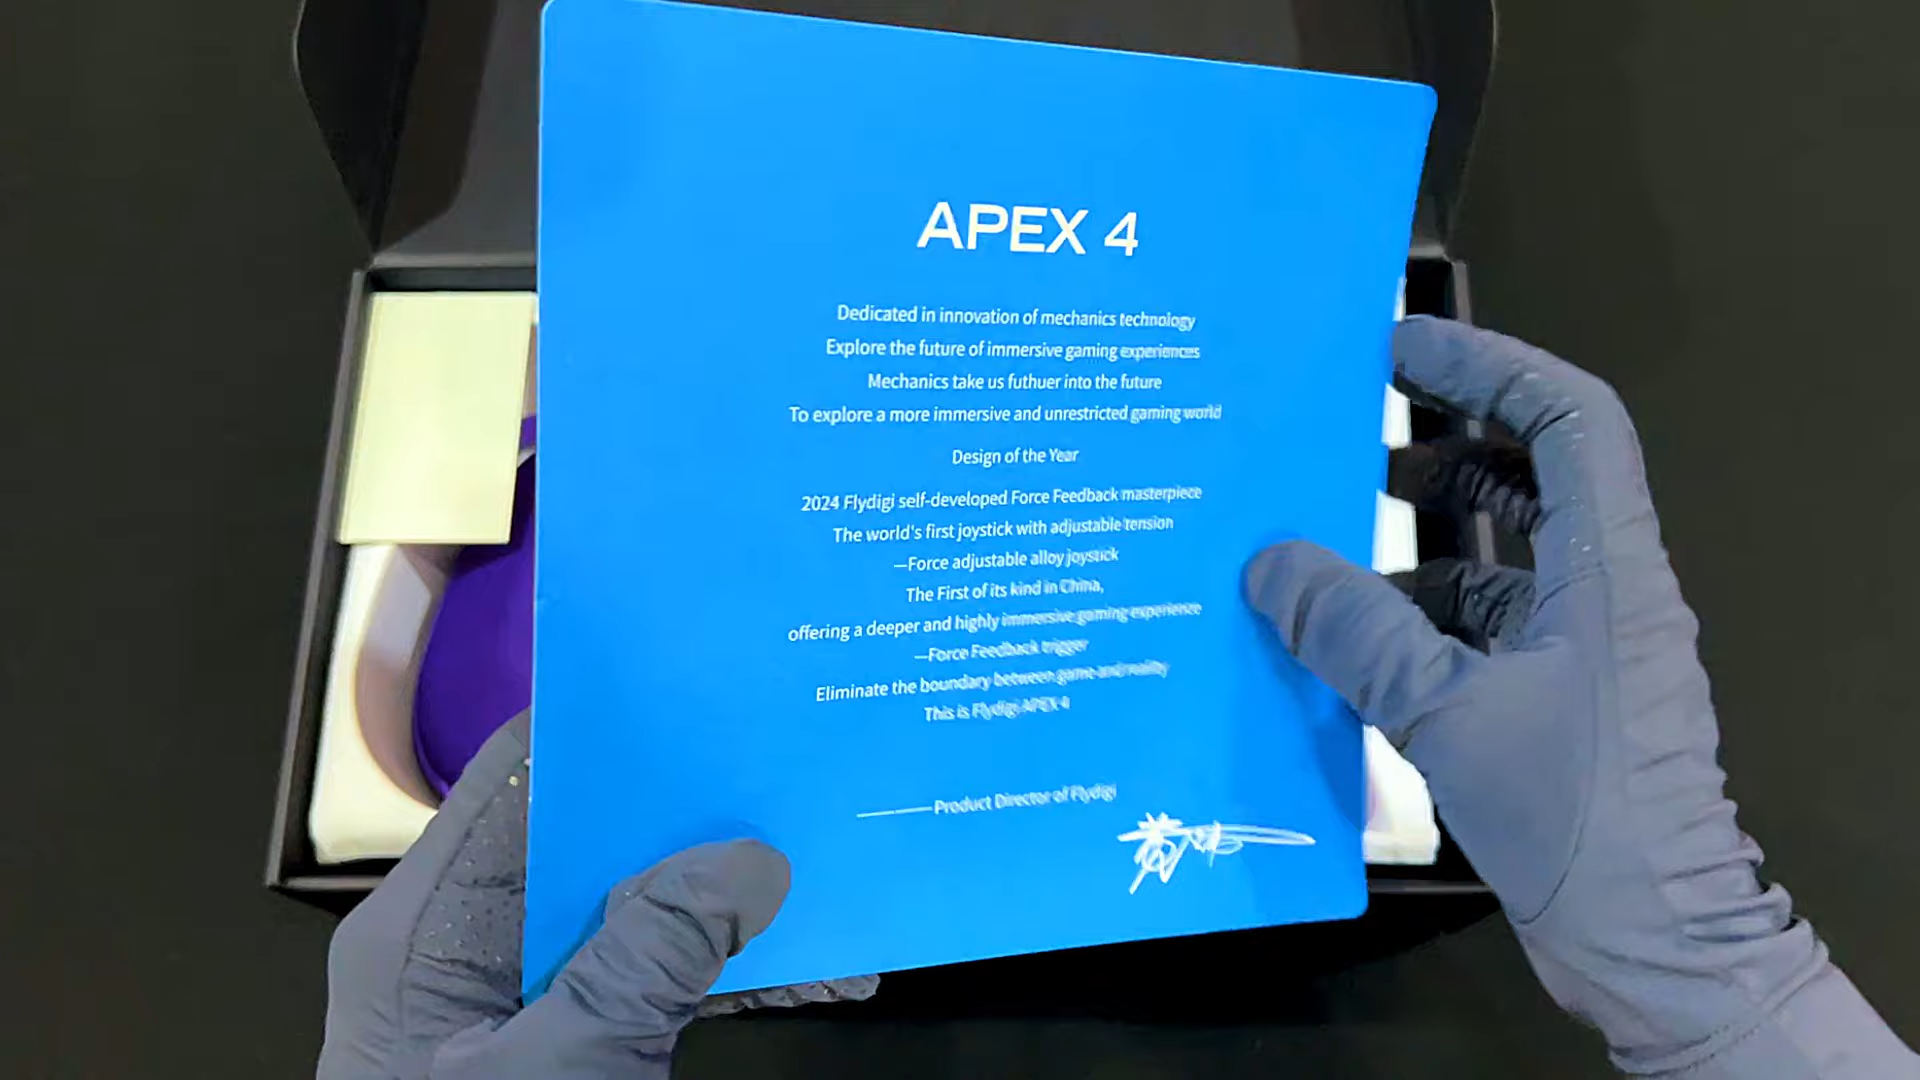 APEX 4
Dedicated in innovation of mechanics technology
Explore the future of immersive gaming experiences
Mechanics take us futhuer into the future
To explore a more immersive and unrestricted gaming world
Design of the Year
2024 Flydigi self-developed Force Feedback masterpiece
The world's first joystick with adjustable tension
—Force adjustable alloy joystick
The First of its kind in China,
offering a deeper and highly immersive gaming experience
—Force Feedback trigger
Eliminate the boundary between game and reality
This is Flydigi APEX 4
————Product Director of Flydigi